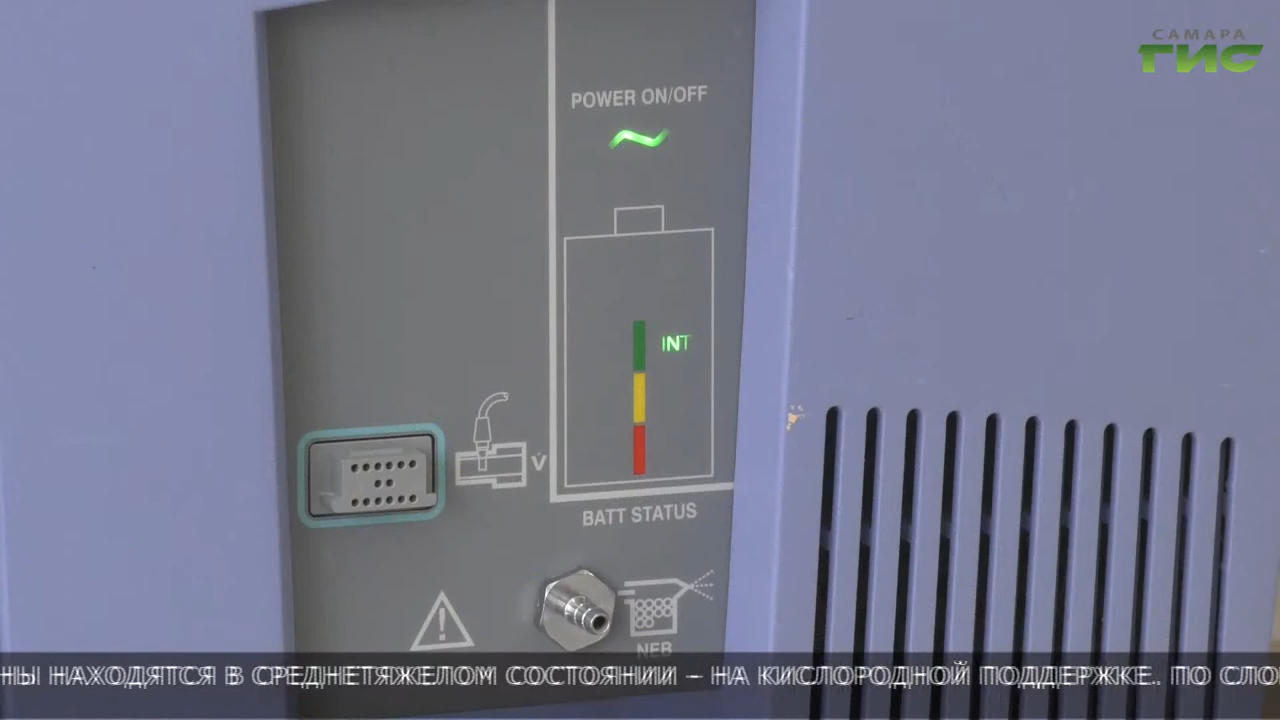 САМАРА
ГИС
POWER ON/OFF
INT
V
BATT STATUS
NEB
НЫ НАХОДЯТСЯ В СРЕДНЕТЯЖЕЛОМ СОСТОЯНИИ – НА КИСЛОРОДНОЙ ПОДДЕРЖКЕ.. ПО СЛО